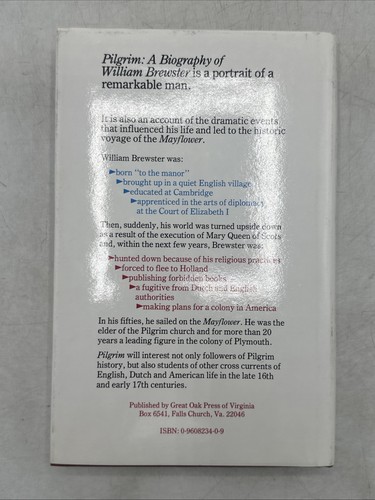 Pilgrim: A Biography of
William Brewster is a portrait of a
remarkable man.
It is also an account of the dramatic events
that influenced his life and led to the historic
voyage of the Mayflower.
William Brewster was:
►born "to the manor"
►brought up in a quiet English village
►educated at Cambridge
►apprenticed in the arts of diplomacy
at the Court of Elizabeth I
Then, suddenly, his world was turned upside down
as a result of the execution of Mary Queen of Scots
and, within the next few years, Brewster was:
►hunted down because of his religious practices
►forced to flee to Holland
►publishing forbidden books
►a fugitive from Dutch and English
authorities
►making plans for a colony in America
In his fifties, he sailed on the Mayflower. He was the
elder of the Pilgrim church and for more than 20
years a leading figure in the colony of Plymouth.
Pilgrim will interest not only followers of Pilgrim
history, but also students of other cross currents of
English, Dutch and American life in the late 16th
and early 17th centuries.
Published by Great Oak Press of Virginia
Box 6541, Falls Church, Va. 22046
ISBN: 0-9608234-0-9